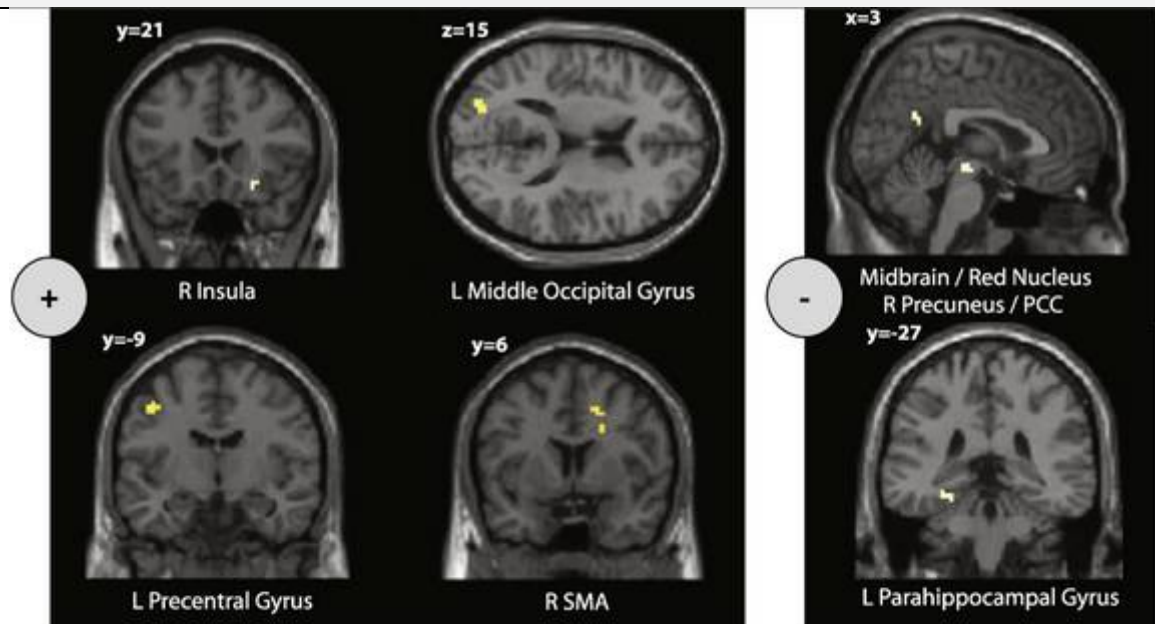 y=21
z=15
x=3
R Insula
L Middle Occipital Gyrus
Midbrain / Red Nucleus
R Precuneus / PCC
+
-
y=-9
y=6
y=-27
L Precentral Gyrus
R SMA
L Parahippocampal Gyrus